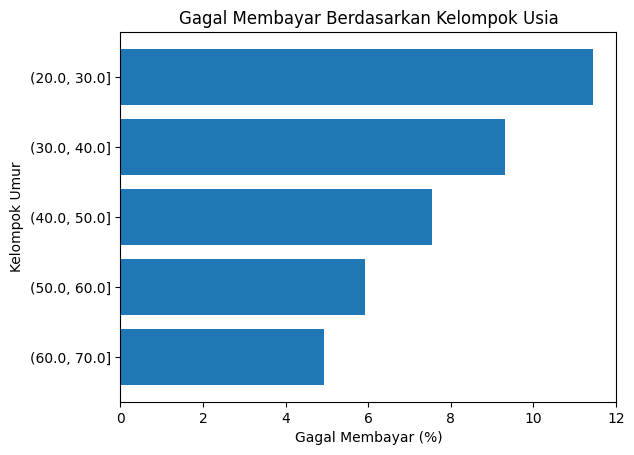 Gagal Membayar Berdasarkan Kelompok Usia
Kelompok Umur
(20.0, 30.0]
(30.0, 40.0]
(40.0, 50.0]
(50.0, 60.0]
(60.0, 70.0]
0 2 4 6 8 10 12
Gagal Membayar (%)